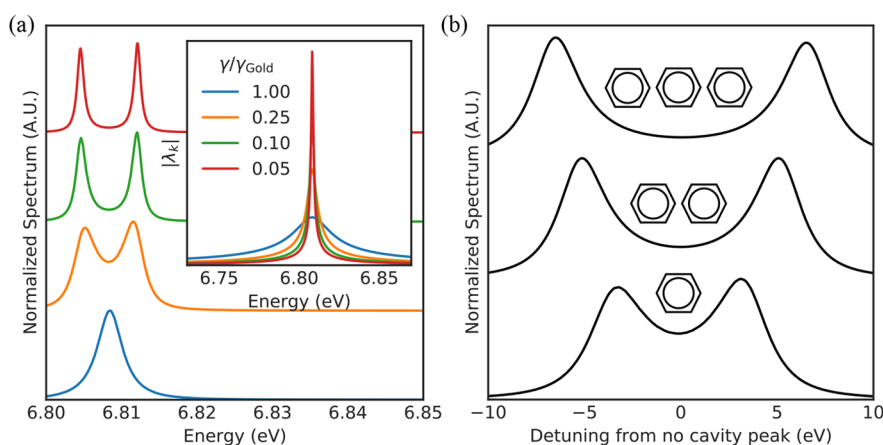 (a)
Normalized Spectrum (A.U.)
γ/γGold
1.00
0.25
0.10
0.05
|λk|
6.75 6.80 6.85
Energy (eV)
6.80 6.81 6.82 6.83 6.84 6.85
Energy (eV)
(b)
Normalized Spectrum (A.U.)
−10 −5 0 5 10
Detuning from no cavity peak (eV)